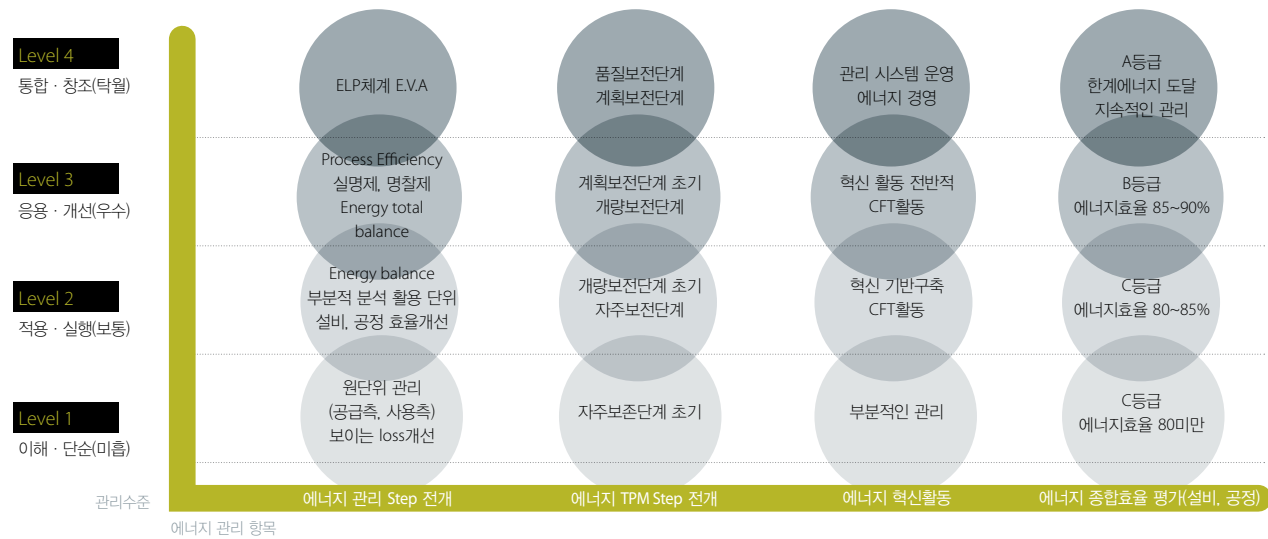 Level 4
통합 · 창조(탁월)
ELP체계 E.V.A
품질보전단계
계획보전단계
관리 시스템 운영
에너지 경영
A등급
한계에너지 도달
지속적인 관리
Level 3
응용 · 개선(우수)
Process Efficiency
실명제, 명찰제
Energy total
balance
계획보전단계 초기
개량보전단계
혁신 활동 전반적
CFT활동
B등급
에너지효율 85~90%
Level 2
적용 · 실행(보통)
Energy balance
부분적 분석 활용 단위
설비, 공정 효율개선
개량보전단계 초기
자주보전단계
혁신 기반구축
CFT활동
C등급
에너지효율 80~85%
Level 1
이해 · 단순(미흡)
원단위 관리
(공급측, 사용측)
보이는 loss개선
자주보존단계 초기
부분적인 관리
C등급
에너지효율 80미만
관리수준
에너지 관리 Step 전개
에너지 TPM Step 전개
에너지 혁신활동
에너지 종합효율 평가(설비, 공정)
에너지 관리 항목